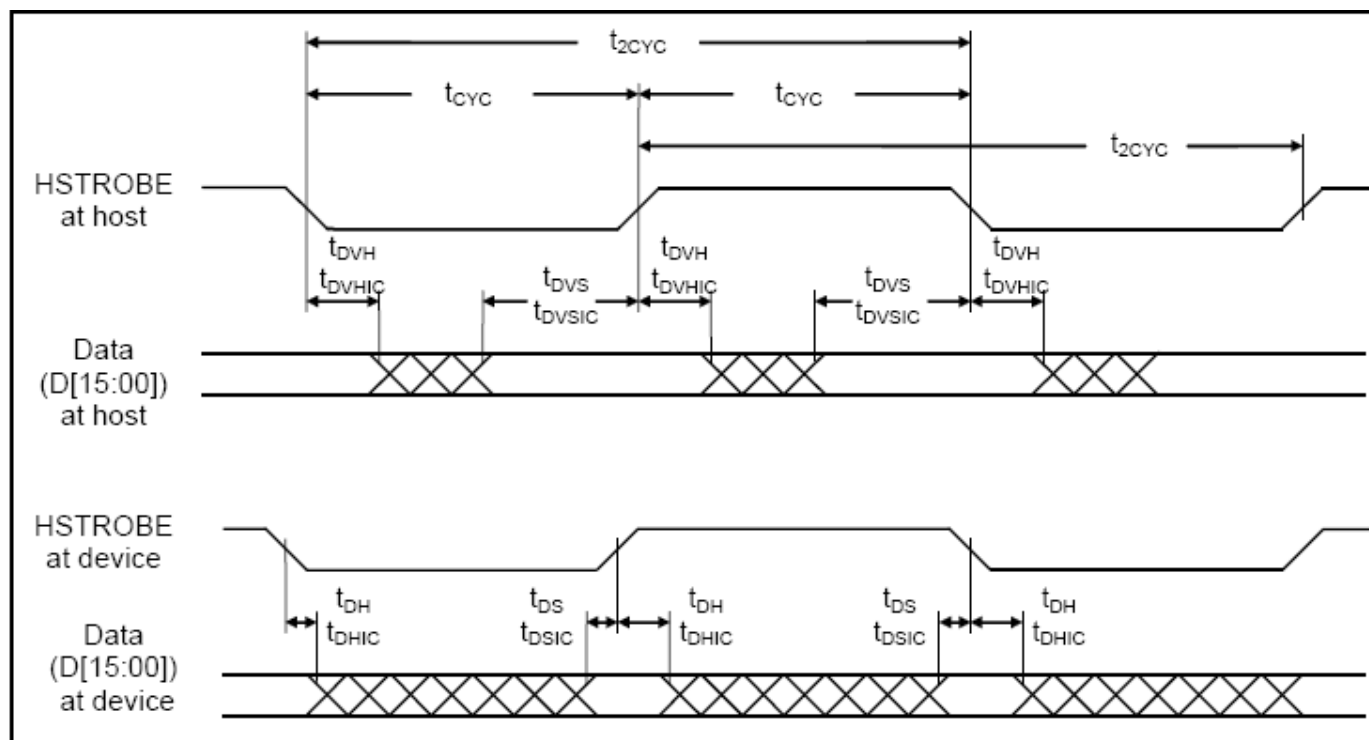 t2CYC
tCYC tCYC
t2CYC
HSTROBE
at host
tDVH tDVH tDVH
tDVHIC tDVS tDVHIC tDVS tDVHIC
tDVSIC tDVSIC
Data
(D[15:00])
at host
HSTROBE
at device
tDH tDS tDH tDS tDH
tDHIC tDSIC tDHIC tDSIC tDHIC
Data
(D[15:00])
at device